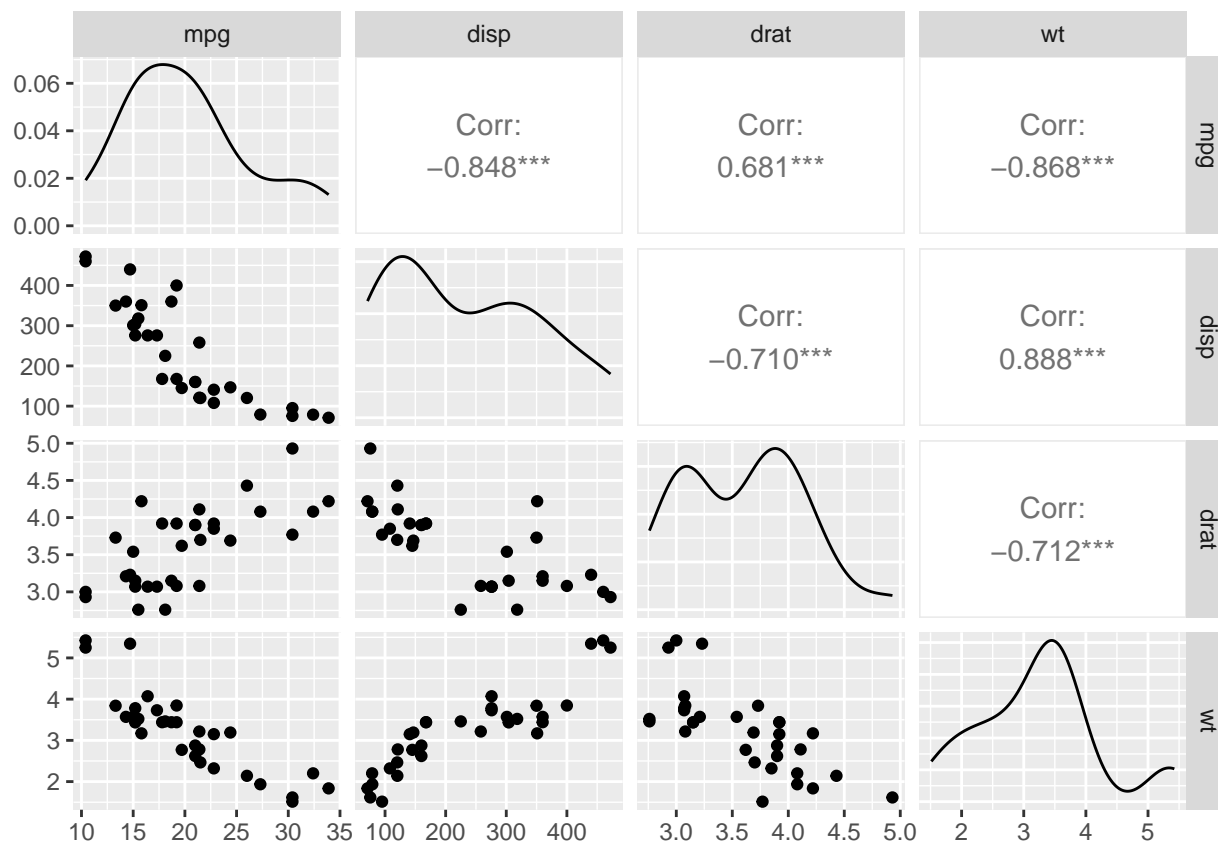 mpg disp drat wt
0.06
0.04
0.02
0.00
Corr:
−0.848***
Corr:
0.681***
Corr:
−0.868***
mpg
400
300
200
100
Corr:
−0.710***
Corr:
0.888***
disp
5.0
4.5
4.0
3.5
3.0
Corr:
−0.712***
drat
5
4
3
2
wt
10 15 20 25 30 35 100 200 300 400 3.0 3.5 4.0 4.5 5.0 2 3 4 5